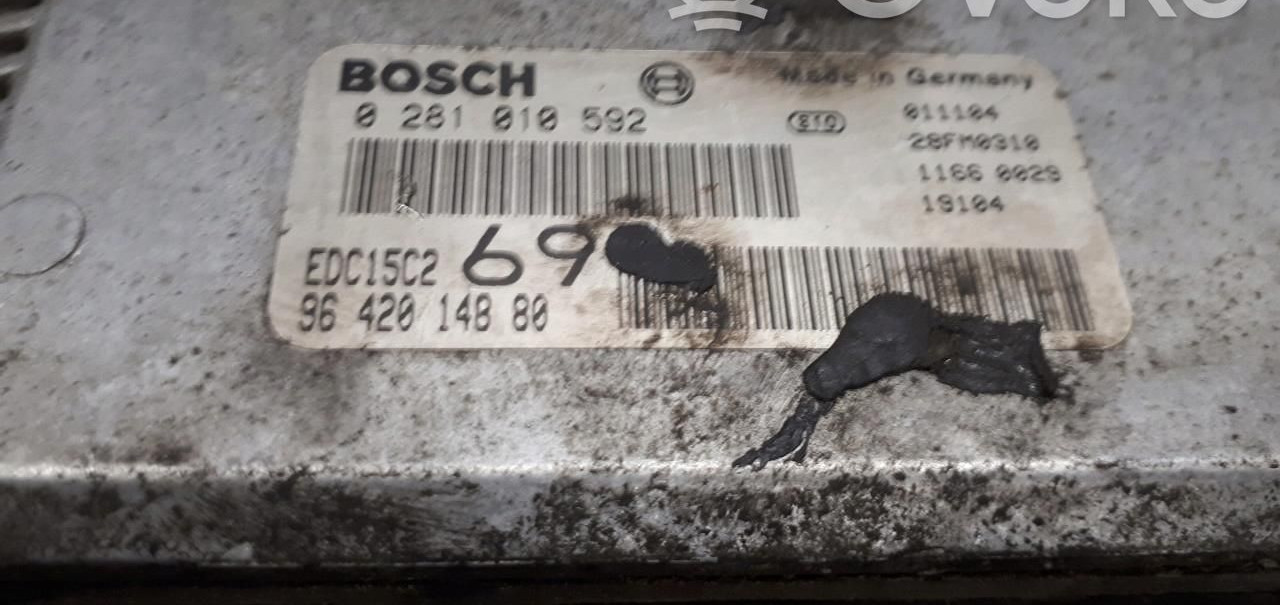 BOSCH
Made in Germany
0 281 010 592
011104
28FM0310
1166 0029
19104
EDC15C2 69
96 420 148 80